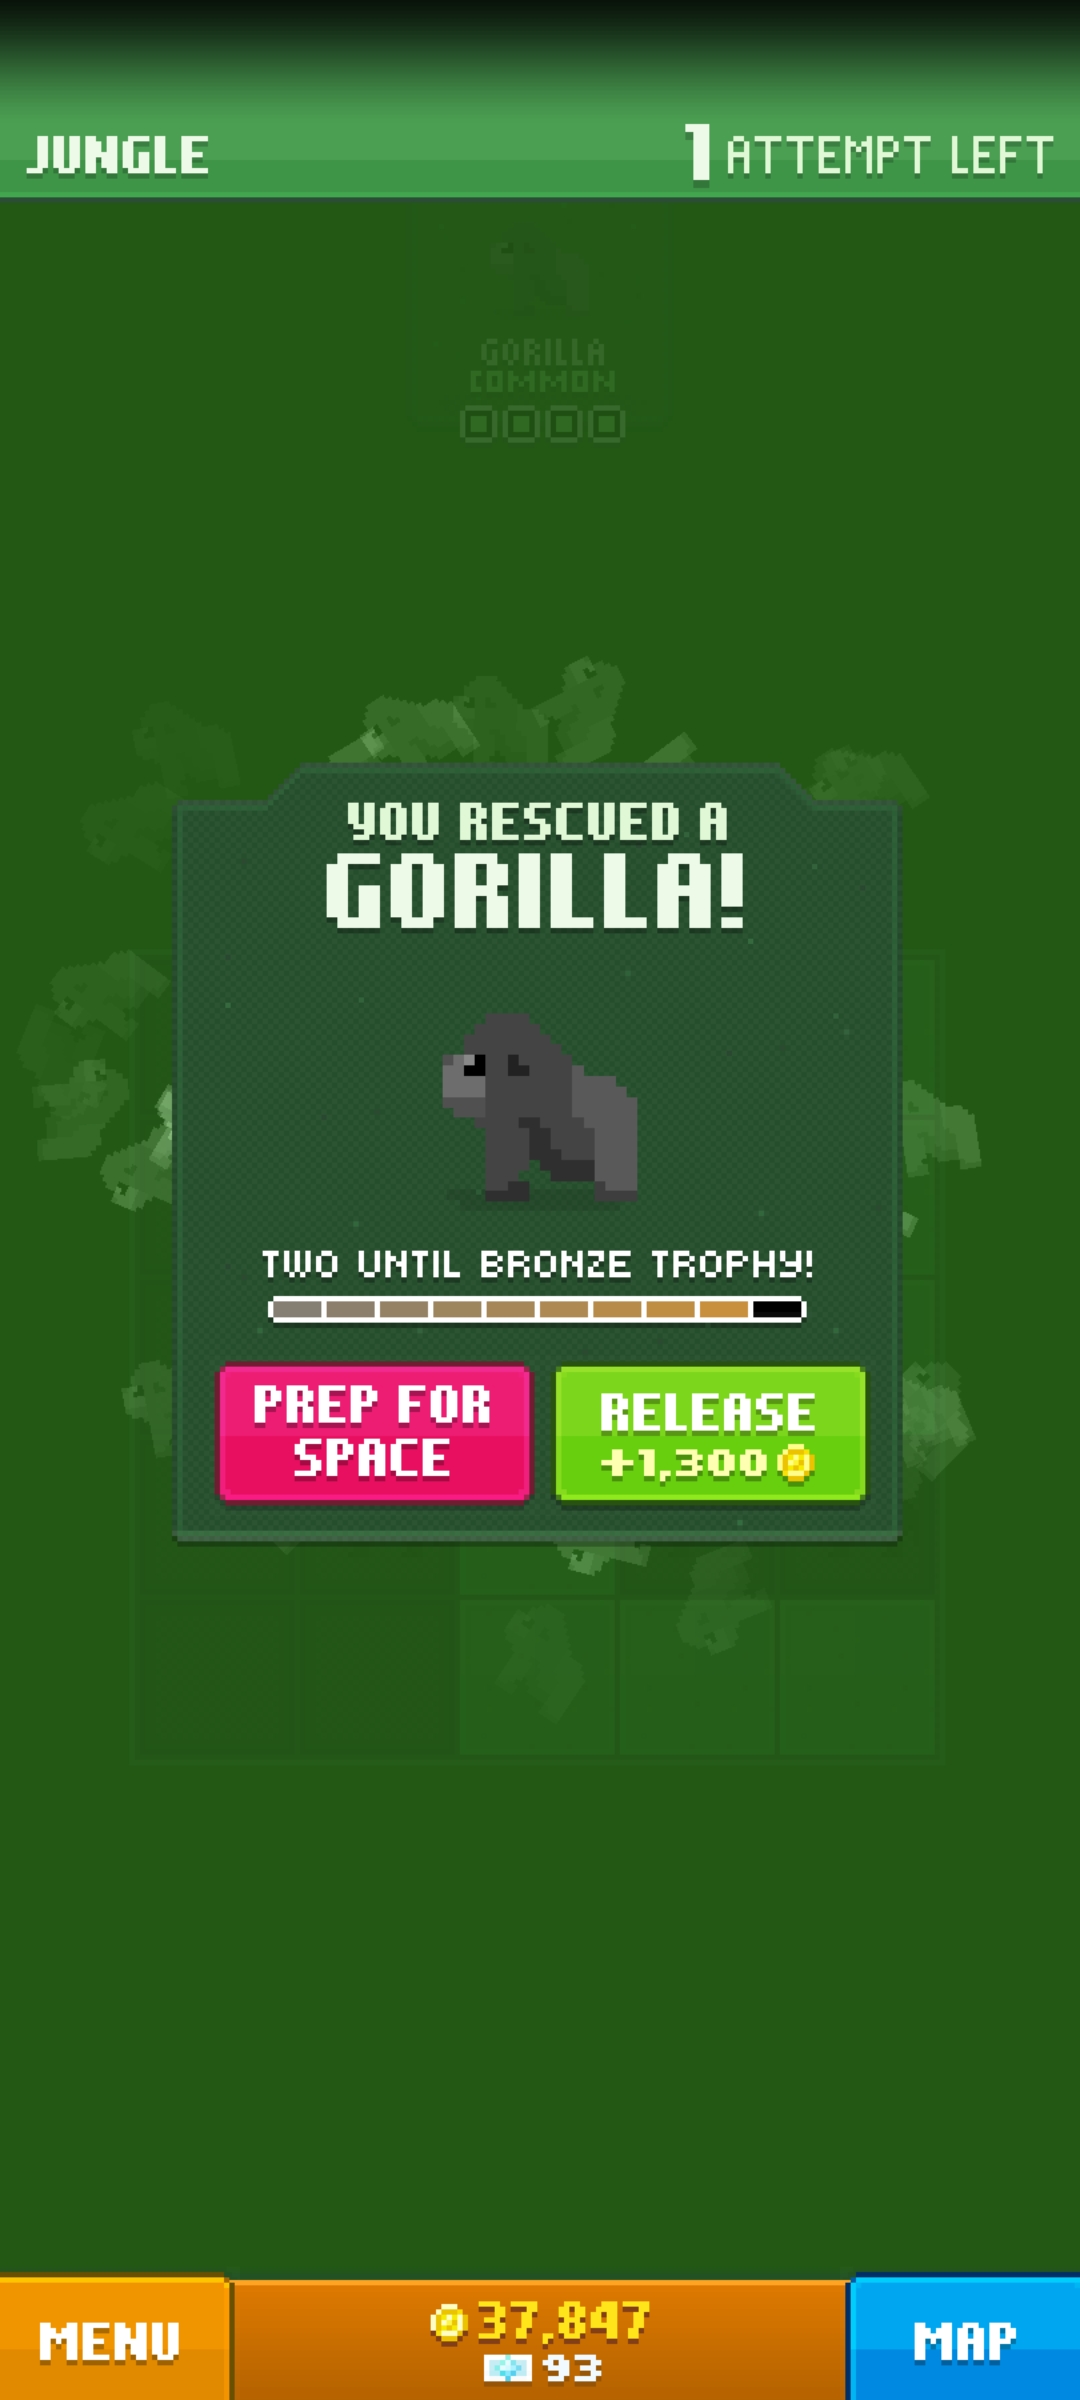 JUNGLE
1 ATTEMPT LEFT
GORILLA
COMMON
YOU RESCUED A
GORILLA!
TWO UNTIL BRONZE TROPHY!
PREP FOR
SPACE
RELEASE
+1,300
MENU
37,847
93
MAP